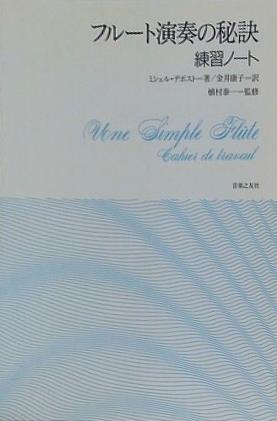 フルート演奏の秘訣
練習ノート
ミシェル・デボスト―著/金井康子―訳
植村泰一―監修
Une Simple Flûte
Cahier de travail
音楽之友社